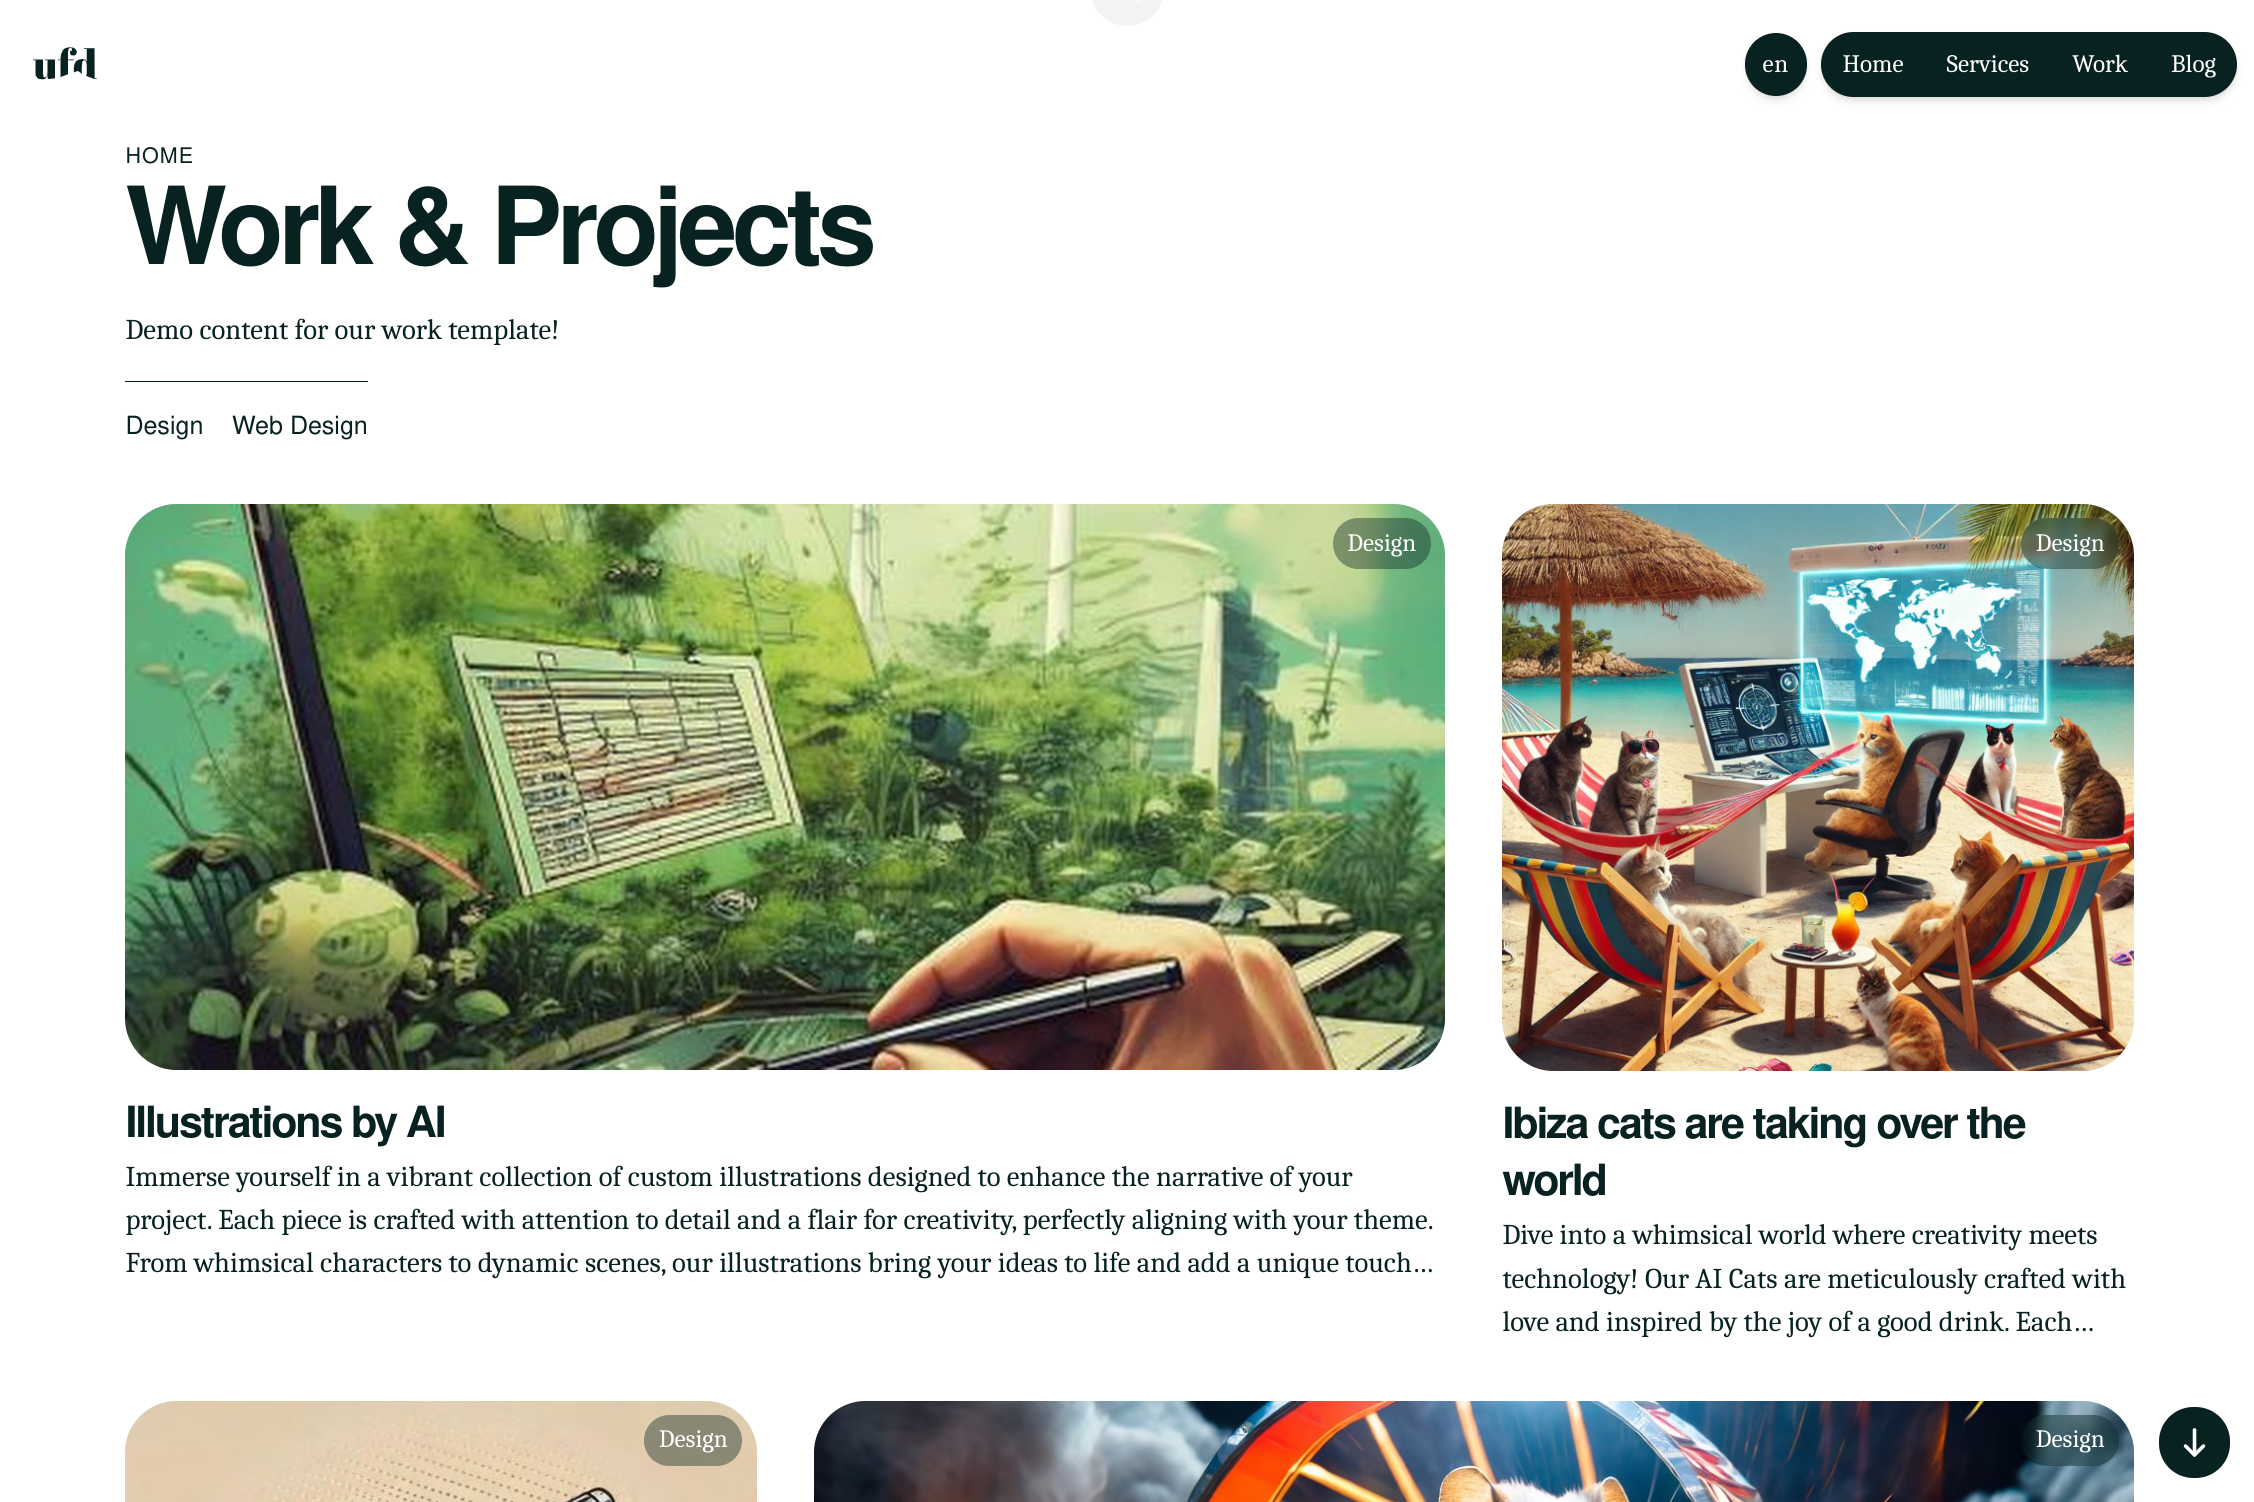 ufd
en
Home Services Work Blog
HOME
Work & Projects
Demo content for our work template!
Design Web Design
Design
Design
Illustrations by AI
Immerse yourself in a vibrant collection of custom illustrations designed to enhance the narrative of your
project. Each piece is crafted with attention to detail and a flair for creativity, perfectly aligning with your theme.
From whimsical characters to dynamic scenes, our illustrations bring your ideas to life and add a unique touch…
Ibiza cats are taking over the
world
Dive into a whimsical world where creativity meets
technology! Our AI Cats are meticulously crafted with
love and inspired by the joy of a good drink. Each…
Design
Design